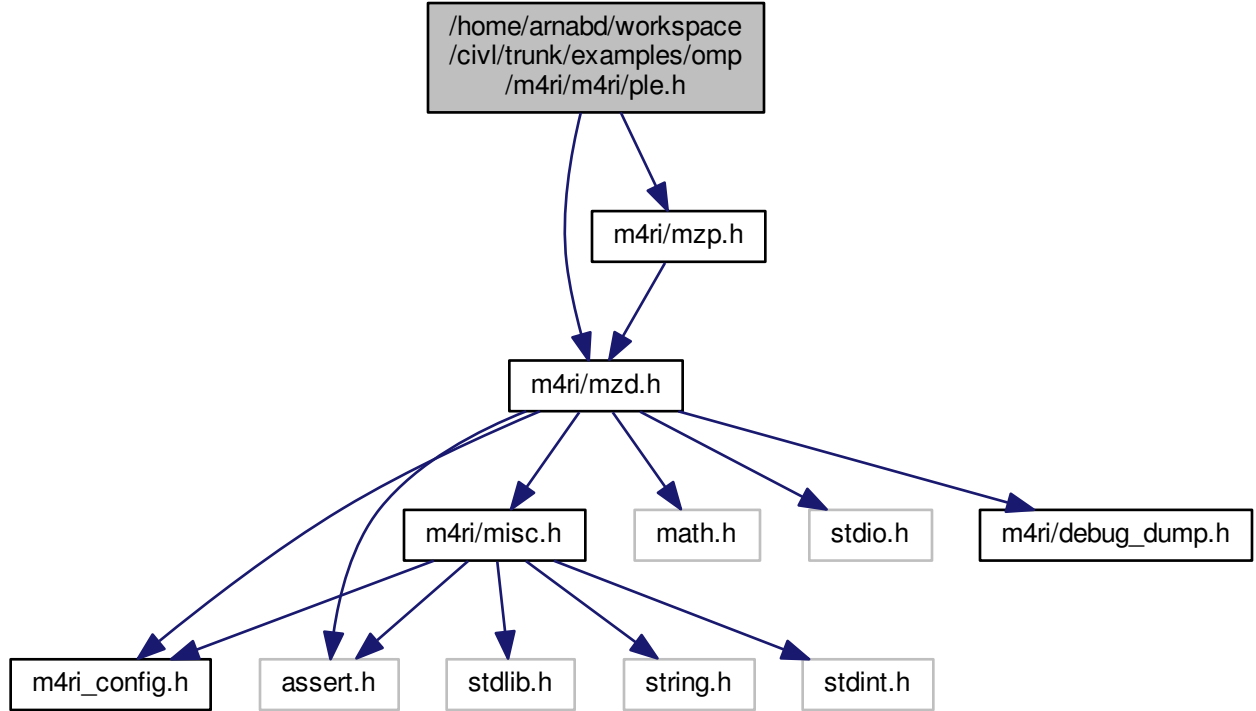 /home/arnabd/workspace
/civl/trunk/examples/omp
/m4ri/m4ri/ple.h
m4ri/mzp.h
m4ri/mzd.h
m4ri/misc.h
math.h
stdio.h
m4ri/debug_dump.h
m4ri_config.h
assert.h
stdlib.h
string.h
stdint.h